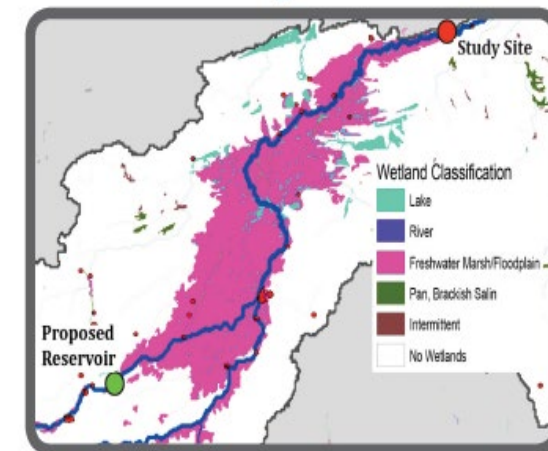 Study Site
Wetland Classification
Lake
River
Freshwater Marsh/Floodplain
Pan, Brackish Salin
Intermittent
No Wetlands
Proposed
Reservoir